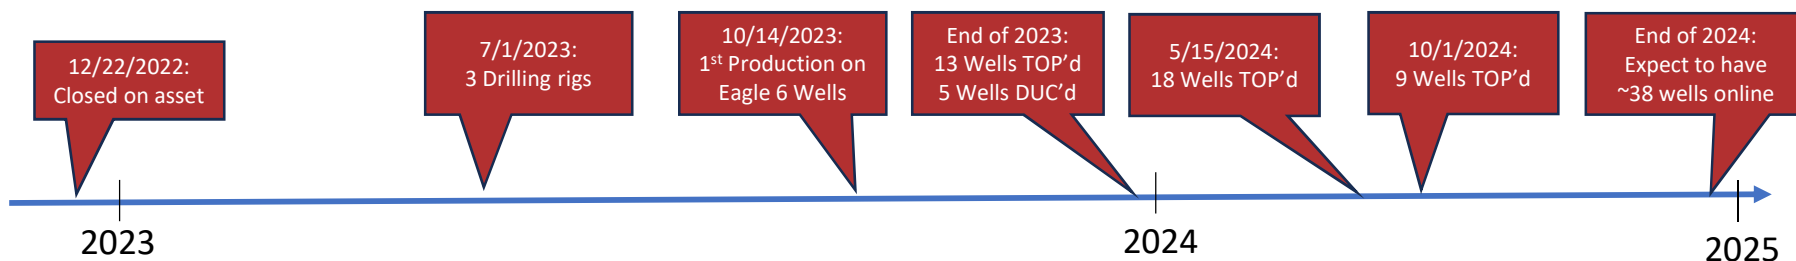 12/22/2022:
Closed on asset
7/1/2023:
3 Drilling rigs
10/14/2023:
1st Production on
Eagle 6 Wells
End of 2023:
13 Wells TOP’d
5 Wells DUC’d
5/15/2024:
18 Wells TOP’d
10/1/2024:
9 Wells TOP’d
End of 2024:
Expect to have
~38 wells online
2023
2024
2025